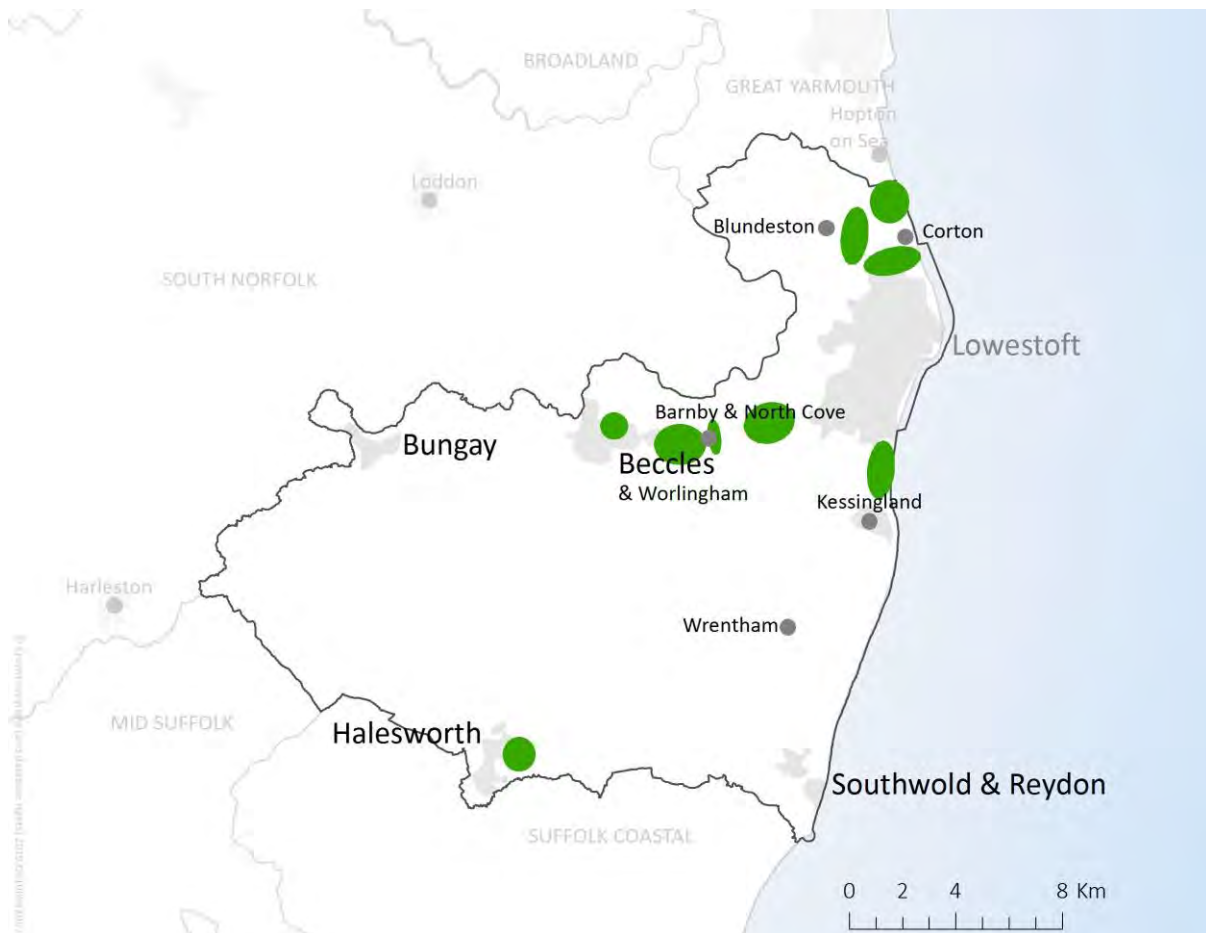 BROADLAND
GREAT YARMOUTH
Hopton
on Sea
Loddon
Blundeston
Corton
SOUTH NORFOLK
Lowestoft
Barnby & North Cove
Bungay
Beccles
& Worlingham
Kessingland
Harleston
Wrentham
MID SUFFOLK
Halesworth
Southwold & Reydon
SUFFOLK COASTAL
0 2 4 8 Km